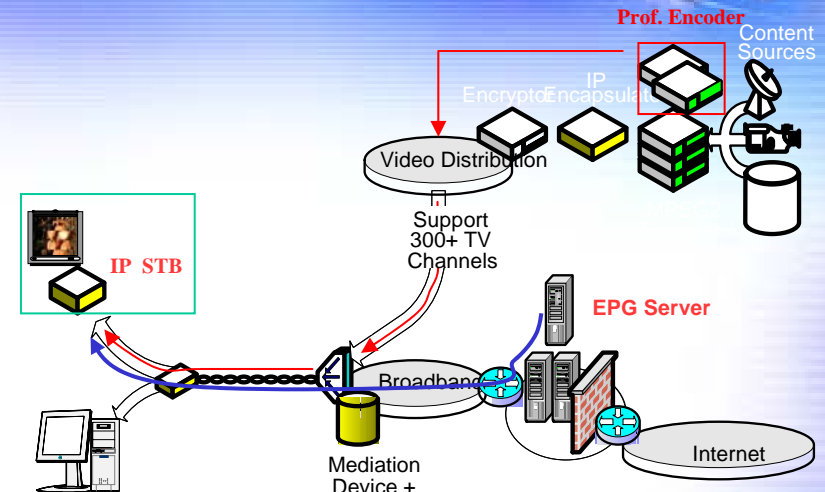 Prof. Encoder
Content
Sources
IP
Encryptor
Encapsulator
Video Distribution
Support
300+ TV
Channels
IP STB
EPG Server
Broadband
Internet
Mediation
Device +